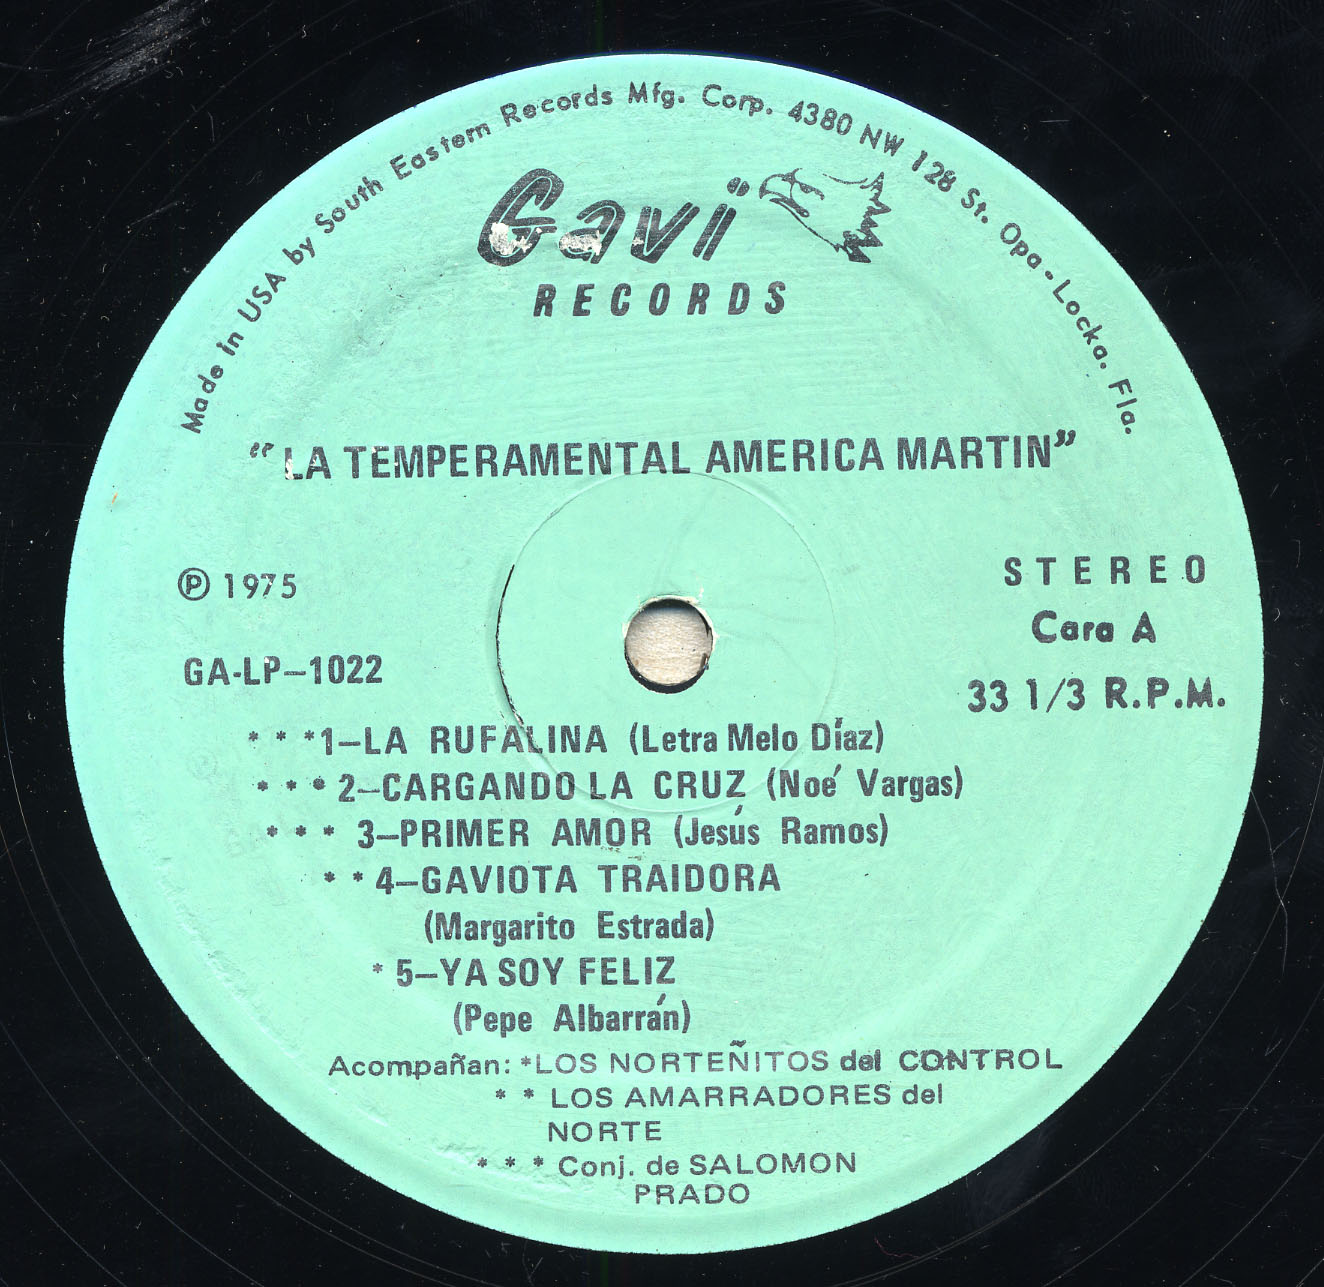 Made in USA by South Eastern Records Mfg. Corp. 4380 NW 128 St. Opa-Locka. Fla.
Gavi
RECORDS
"LA TEMPERAMENTAL AMERICA MARTIN"
℗ 1975
STEREO
Cara A
GA-LP-1022
33 1/3 R.P.M.
* * *1-LA RUFALINA (Letra Melo Díaz)
* * * 2-CARGANDO LA CRUZ (Noé Vargas)
* * * 3-PRIMER AMOR (Jesús Ramos)
* * 4-GAVIOTA TRAIDORA
(Margarito Estrada)
* 5-YA SOY FELIZ
(Pepe Albarrán)
Acompañan: *LOS NORTEÑITOS del CONTROL
* * LOS AMARRADORES del
NORTE
* * * Conj. de SALOMON
PRADO